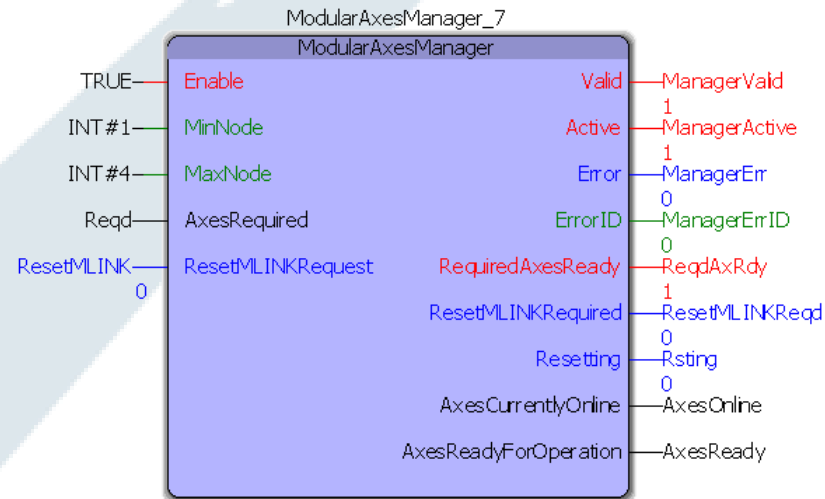 ModularAxesManager_7
ModularAxesManager
TRUE Enable Valid ManagerValid
1
INT#1 MinNode Active ManagerActive
1
INT#4 MaxNode Error ManagerErr
0
Reqd AxesRequired ErrorID ManagerErrID
0
ResetMLINK ResetMLINKRequest RequiredAxesReady ReqdAxRdy
0 1
ResetMLINKRequired ResetMLINKReqd
0
Resetting Rsting
0
AxesCurrentlyOnline AxesOnline
AxesReadyForOperation AxesReady